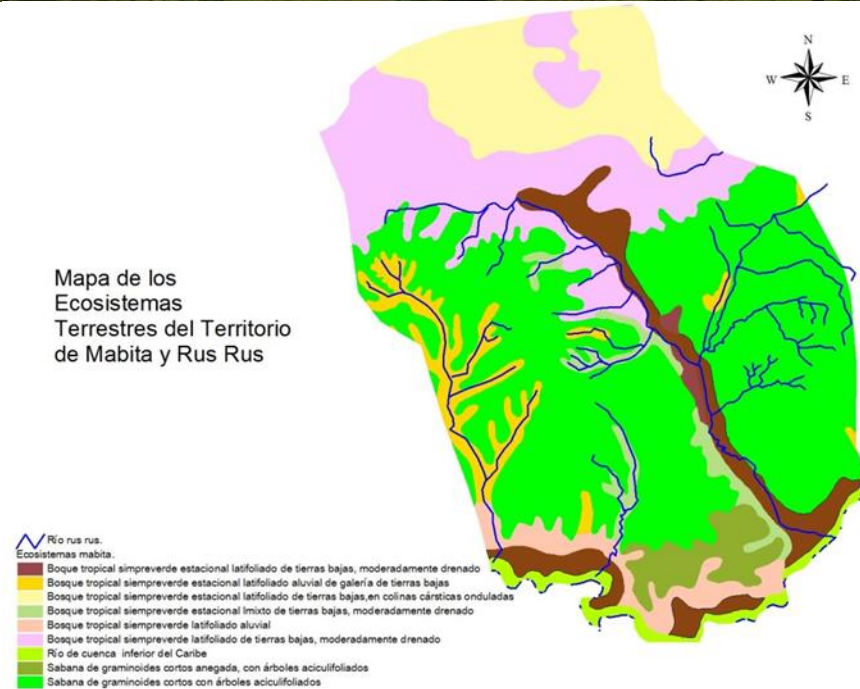 N
W E
S
Mapa de los
Ecosistemas
Terrestres del Territorio
de Mabita y Rus Rus
Río rus rus.
Ecosistemas mabita.
Boque tropical simpreverde estacional latifoliado de tierras bajas, moderadamente drenado
Bosque tropical siempreverde estacional latifoliado aluvial de galería de tierras bajas
Bosque tropical siempreverde estacional latifoliado de tierras bajas,en colinas cársticas onduladas
Bosque tropical siempreverde estacional lmixto de tierras bajas, moderadamente drenado
Bosque tropical siempreverde latifoliado aluvial
Bosque tropical siempreverde latifoliado de tierras bajas, moderadamente drenado
Río de cuenca inferior del Caribe
Sabana de graminoides cortos anegada, con árboles aciculifoliados
Sabana de graminoides cortos con árboles aciculifoliados